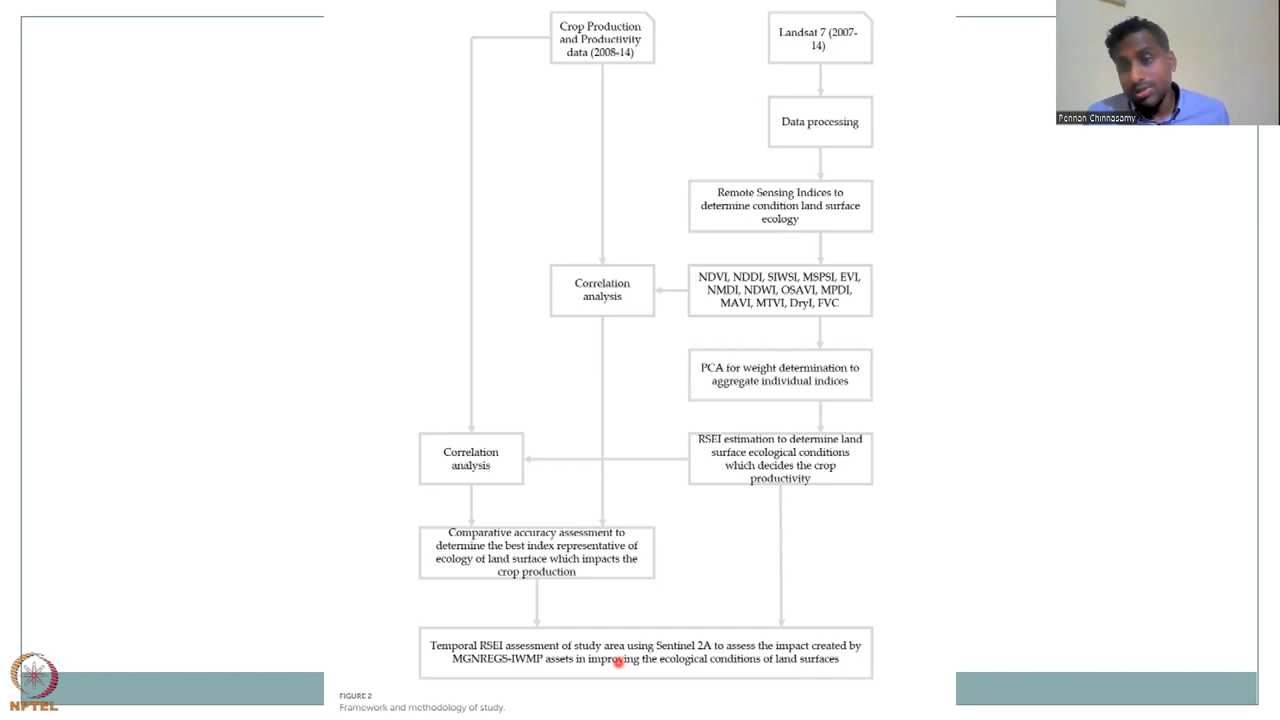 Crop Production
and Productivity
data (2008-14)
Landsat 7 (2007-
14)
Data processing
Remote Sensing Indices to
determine condition land surface
ecology
Correlation
analysis
NDVI, NDDI, SIWSI, MSPSI, EVI,
NMDI, NDWI, OSAVI, MPDI,
MAVI, MTVI, DryI, FVC
PCA for weight determination to
aggregate individual indices
Correlation
analysis
RSEI estimation to determine land
surface ecological conditions
which decides the crop
productivity
Comparative accuracy assessment to
determine the best index representative of
ecology of land surface which impacts the
crop production
Temporal RSEI assessment of study area using Sentinel 2A to assess the impact created by
MGNREGS-IWMP assets in improving the ecological conditions of land surfaces
FIGURE 2
Framework and methodology of study.
Pennan Chinnasamy
NPTEL